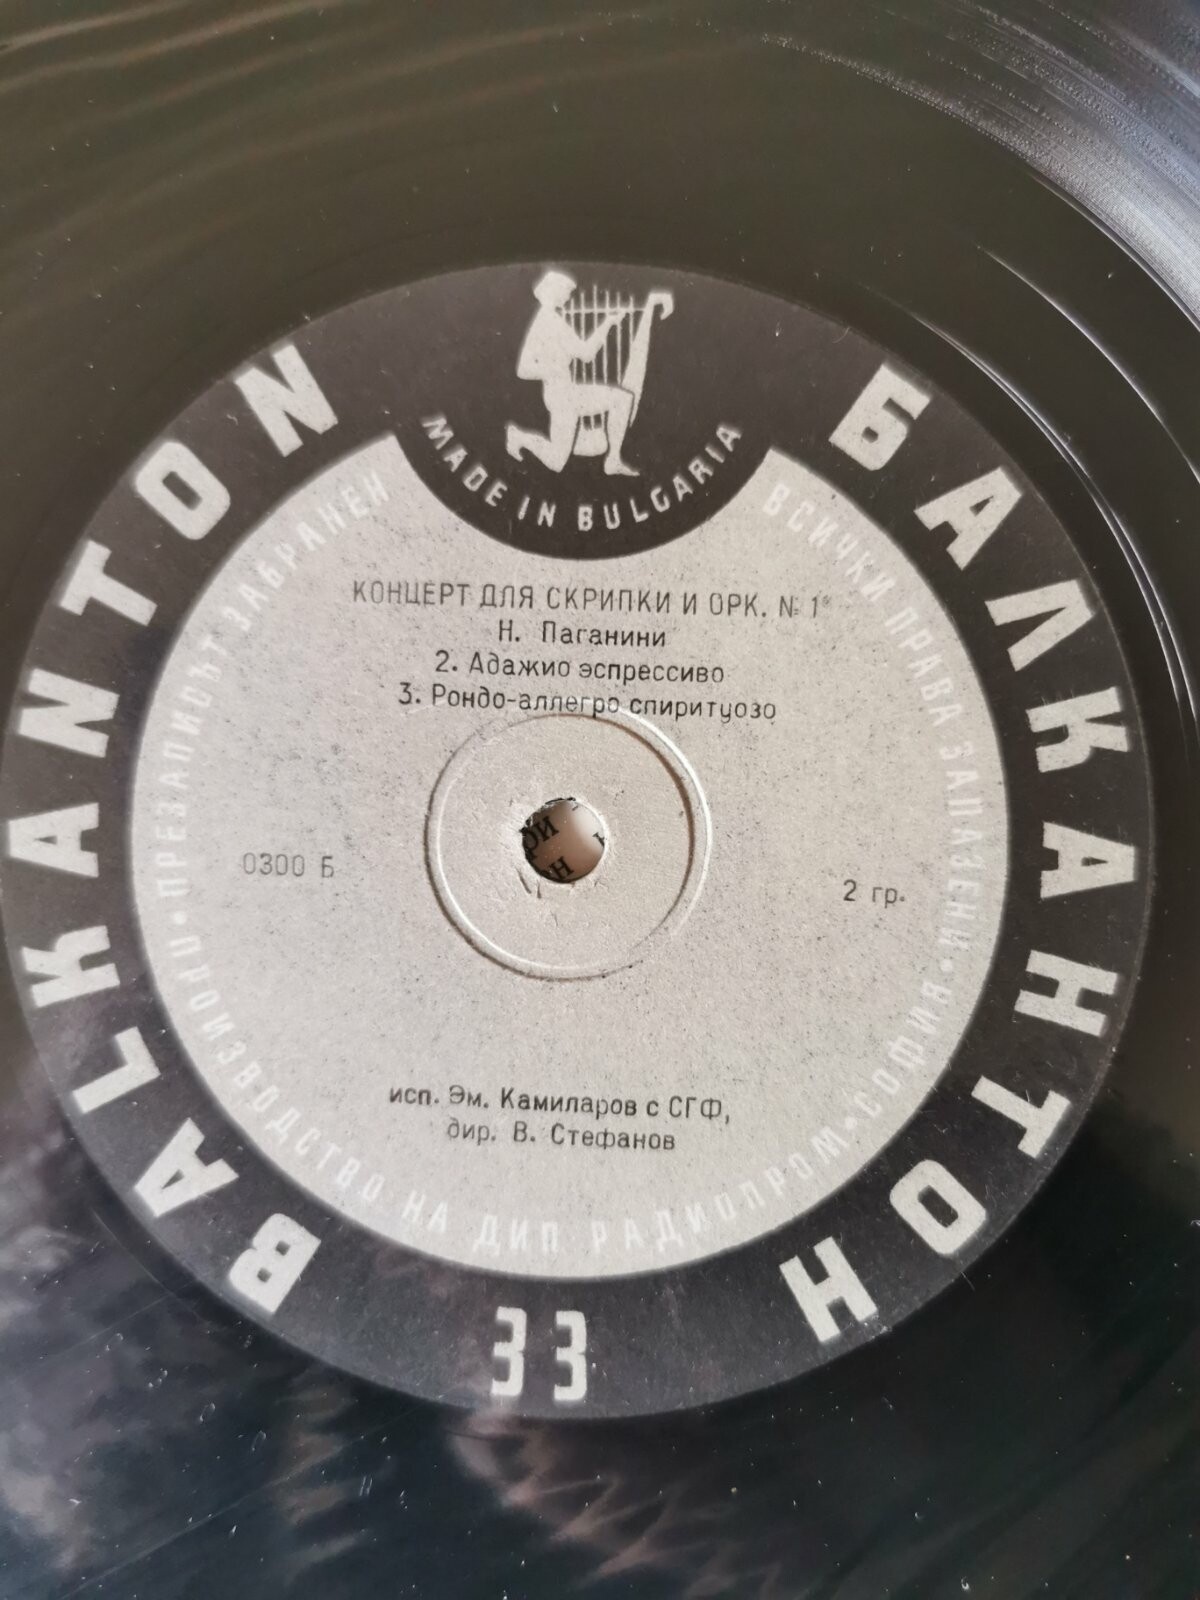 BALKANTON
БАЛКАНТОН
MADE IN BULGARIA
ВСИЧКИ ПРАВА ЗАПАЗЕНИ • СОФИЯ • ПРОИЗВОДСТВО НА ДИП РАДИОПРОМ • ПРЕЗАПИСЪТ ЗАБРАНЕН
КОНЦЕРТ ДЛЯ СКРИПКИ И ОРК. № 1
Н. Паганини
2. Адажио эспрессиво
3. Рондо-аллегро спиритуозо
0300 Б
2 гр.
исп. Эм. Камиларов с СГФ,
дир. В. Стефанов
33